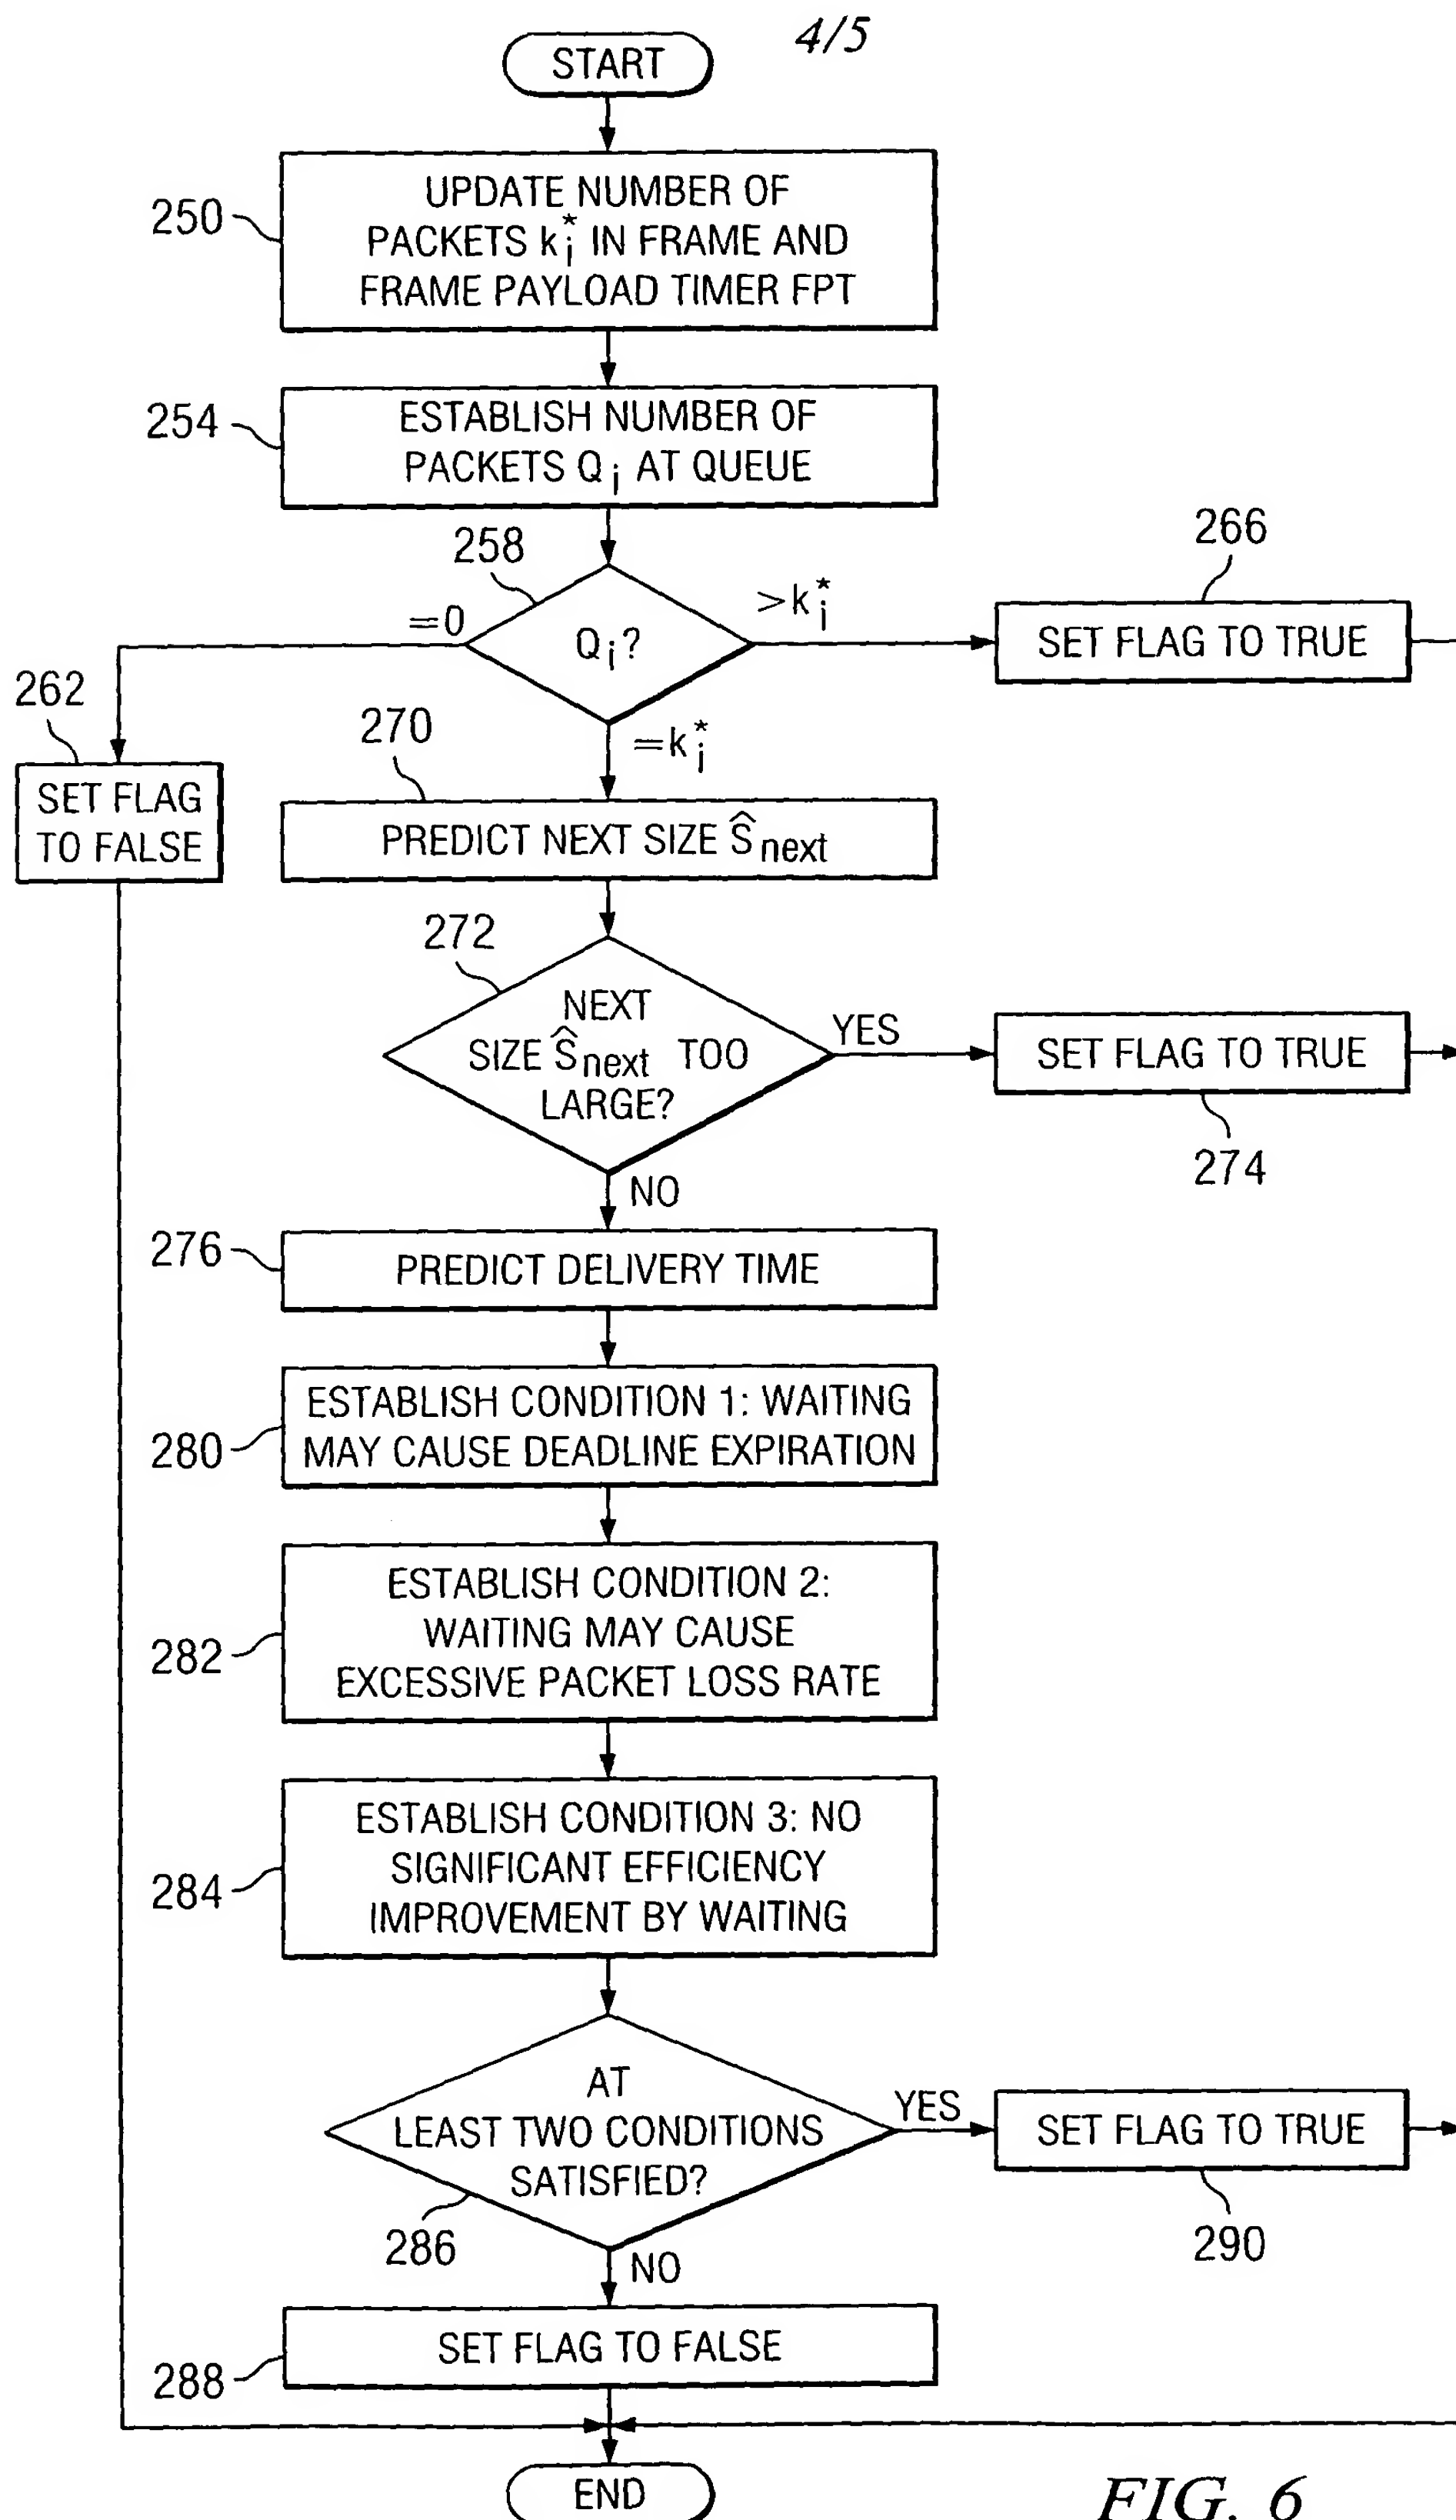 4/5
START
250
UPDATE NUMBER OF
PACKETS k*i IN FRAME AND
FRAME PAYLOAD TIMER FPT
254
ESTABLISH NUMBER OF
PACKETS Qi AT QUEUE
258
=0
Qi?
>k*i
266
SET FLAG TO TRUE
262
SET FLAG
TO FALSE
=k*i
270
PREDICT NEXT SIZE Ŝnext
272
NEXT
SIZE Ŝnext TOO
LARGE?
YES
SET FLAG TO TRUE
274
NO
276
PREDICT DELIVERY TIME
280
ESTABLISH CONDITION 1: WAITING
MAY CAUSE DEADLINE EXPIRATION
282
ESTABLISH CONDITION 2:
WAITING MAY CAUSE
EXCESSIVE PACKET LOSS RATE
284
ESTABLISH CONDITION 3: NO
SIGNIFICANT EFFICIENCY
IMPROVEMENT BY WAITING
AT
LEAST TWO CONDITIONS
SATISFIED?
286
YES
SET FLAG TO TRUE
290
NO
288
SET FLAG TO FALSE
END
FIG. 6